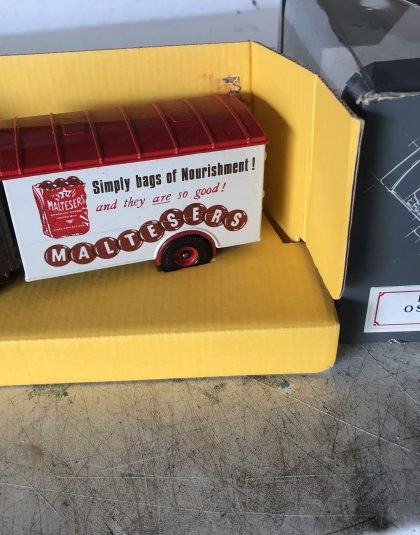 MALTESERS
Simply bags of Nourishment!
and they are so good!
MALTESERS